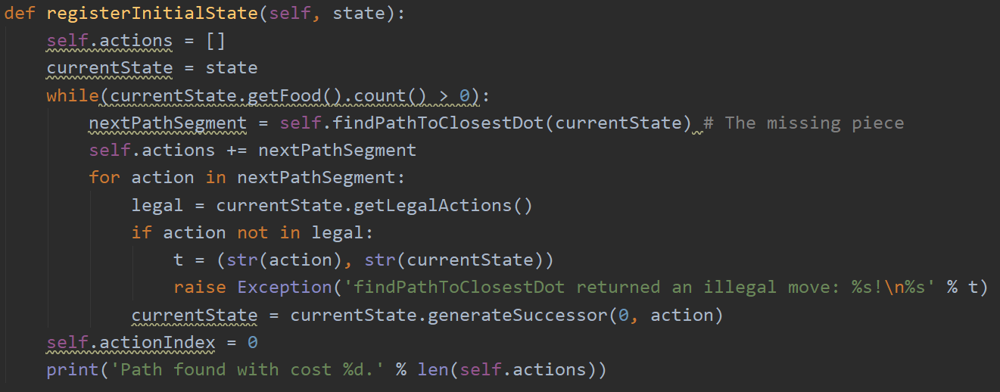 def registerInitialState(self, state):
    self.actions = []
    currentState = state
    while(currentState.getFood().count() > 0):
        nextPathSegment = self.findPathToClosestDot(currentState) # The missing piece
        self.actions += nextPathSegment
        for action in nextPathSegment:
            legal = currentState.getLegalActions()
            if action not in legal:
                t = (str(action), str(currentState))
                raise Exception('findPathToClosestDot returned an illegal move: %s!\n%s' % t)
            currentState = currentState.generateSuccessor(0, action)
    self.actionIndex = 0
    print('Path found with cost %d.' % len(self.actions))